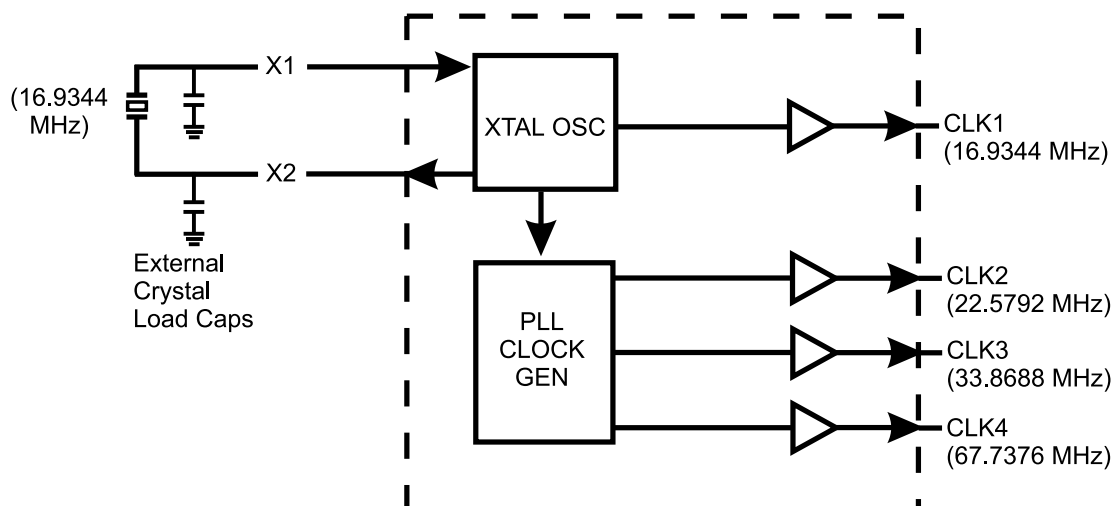 (16.9344
MHz)
X1
X2
External
Crystal
Load Caps
XTAL OSC
PLL
CLOCK
GEN
CLK1
(16.9344 MHz)
CLK2
(22.5792 MHz)
CLK3
(33.8688 MHz)
CLK4
(67.7376 MHz)